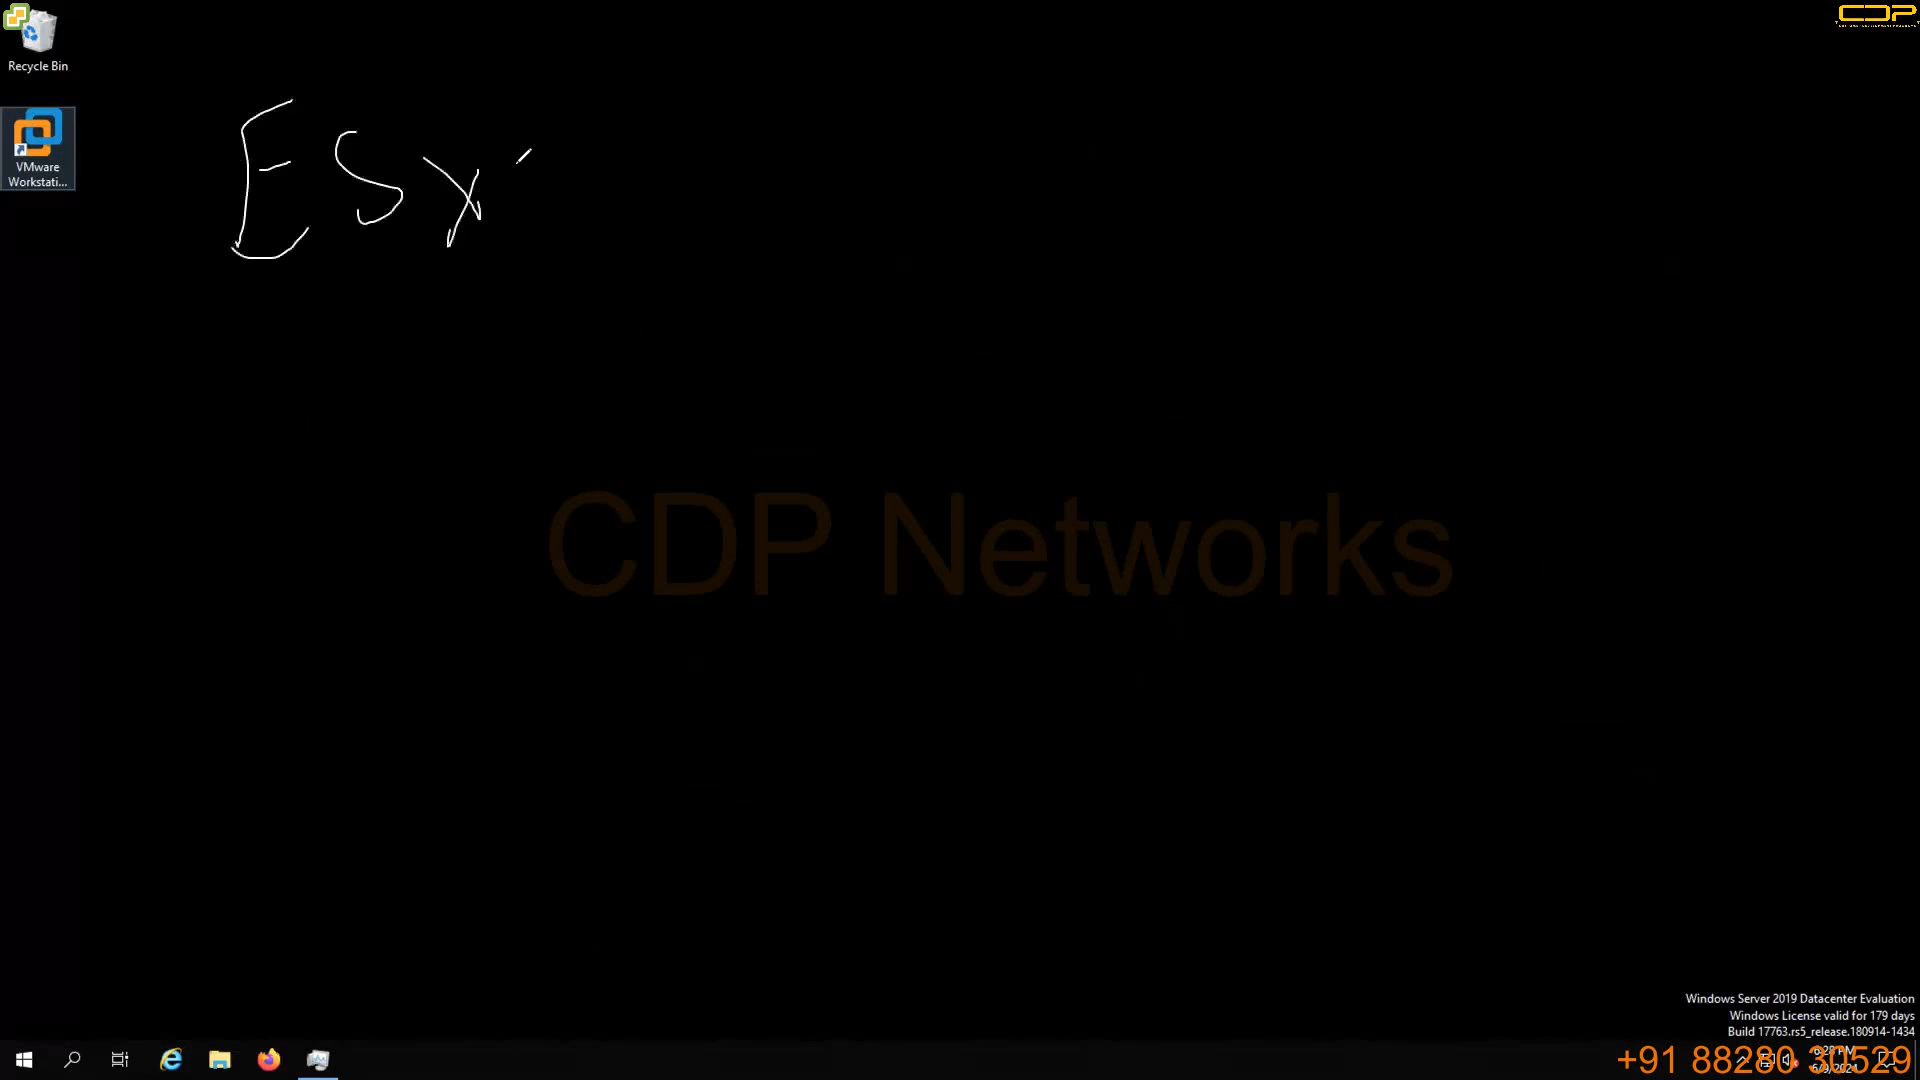 CDP
Recycle Bin
ESX
VMware
Workstati...
CDP Networks
Windows Server 2019 Datacenter Evaluation
Windows License valid for 179 days
Build 17763.rs5_release.180914-1434
+91 88280 30529